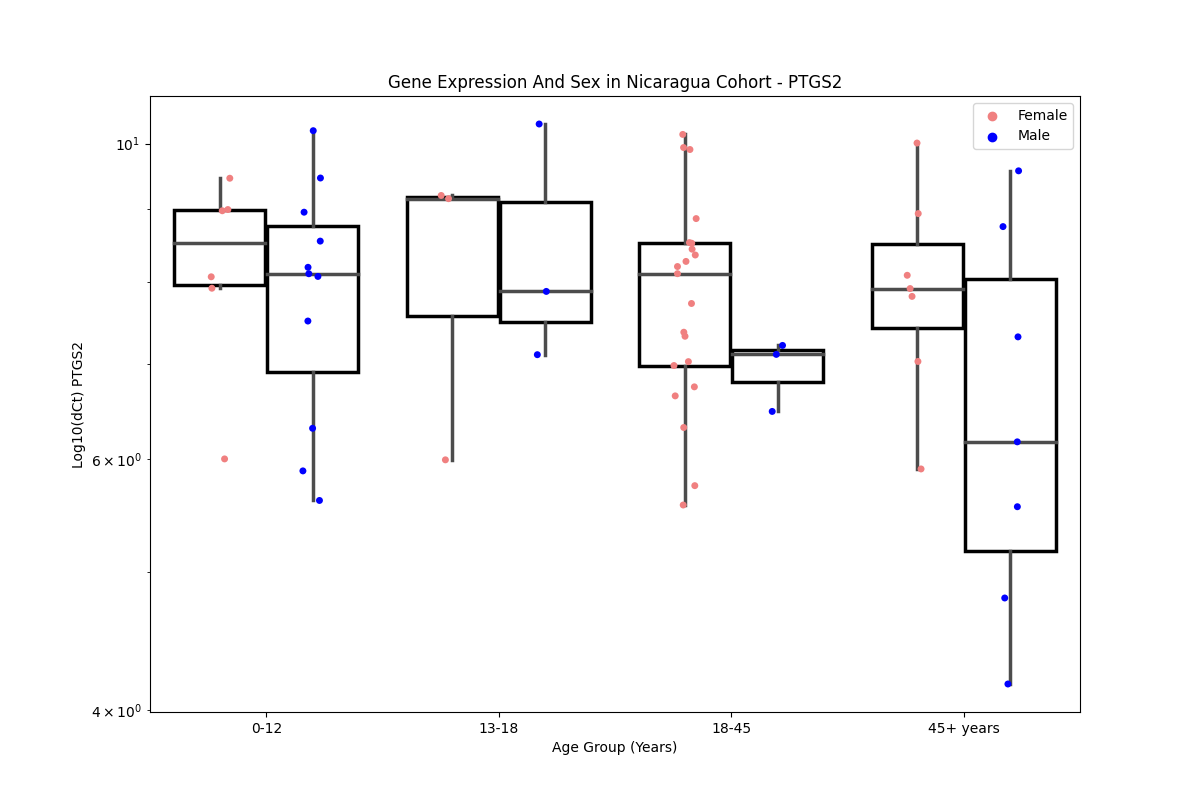 Gene Expression And Sex in Nicaragua Cohort - PTGS2
Female
Male
10¹
6 × 10⁰
4 × 10⁰
Log10(dCt) PTGS2
0-12
13-18
18-45
45+ years
Age Group (Years)